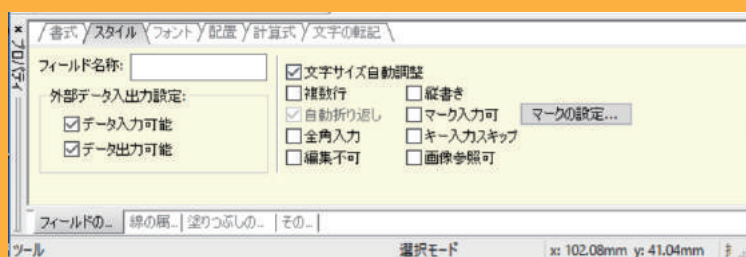 × プロパティ
書式 スタイル フォント 配置 計算式 文字の転記
フィールド名称:
外部データ入出力設定:
データ入力可能
データ出力可能
文字サイズ自動調整
複数行 縦書き
自動折り返し マーク入力可 マークの設定...
全角入力 キー入力スキップ
編集不可 画像参照可
フィールドの... 線の属... 塗りつぶしの... その...
ツール 選択モード x: 102.08mm y: 41.04mm